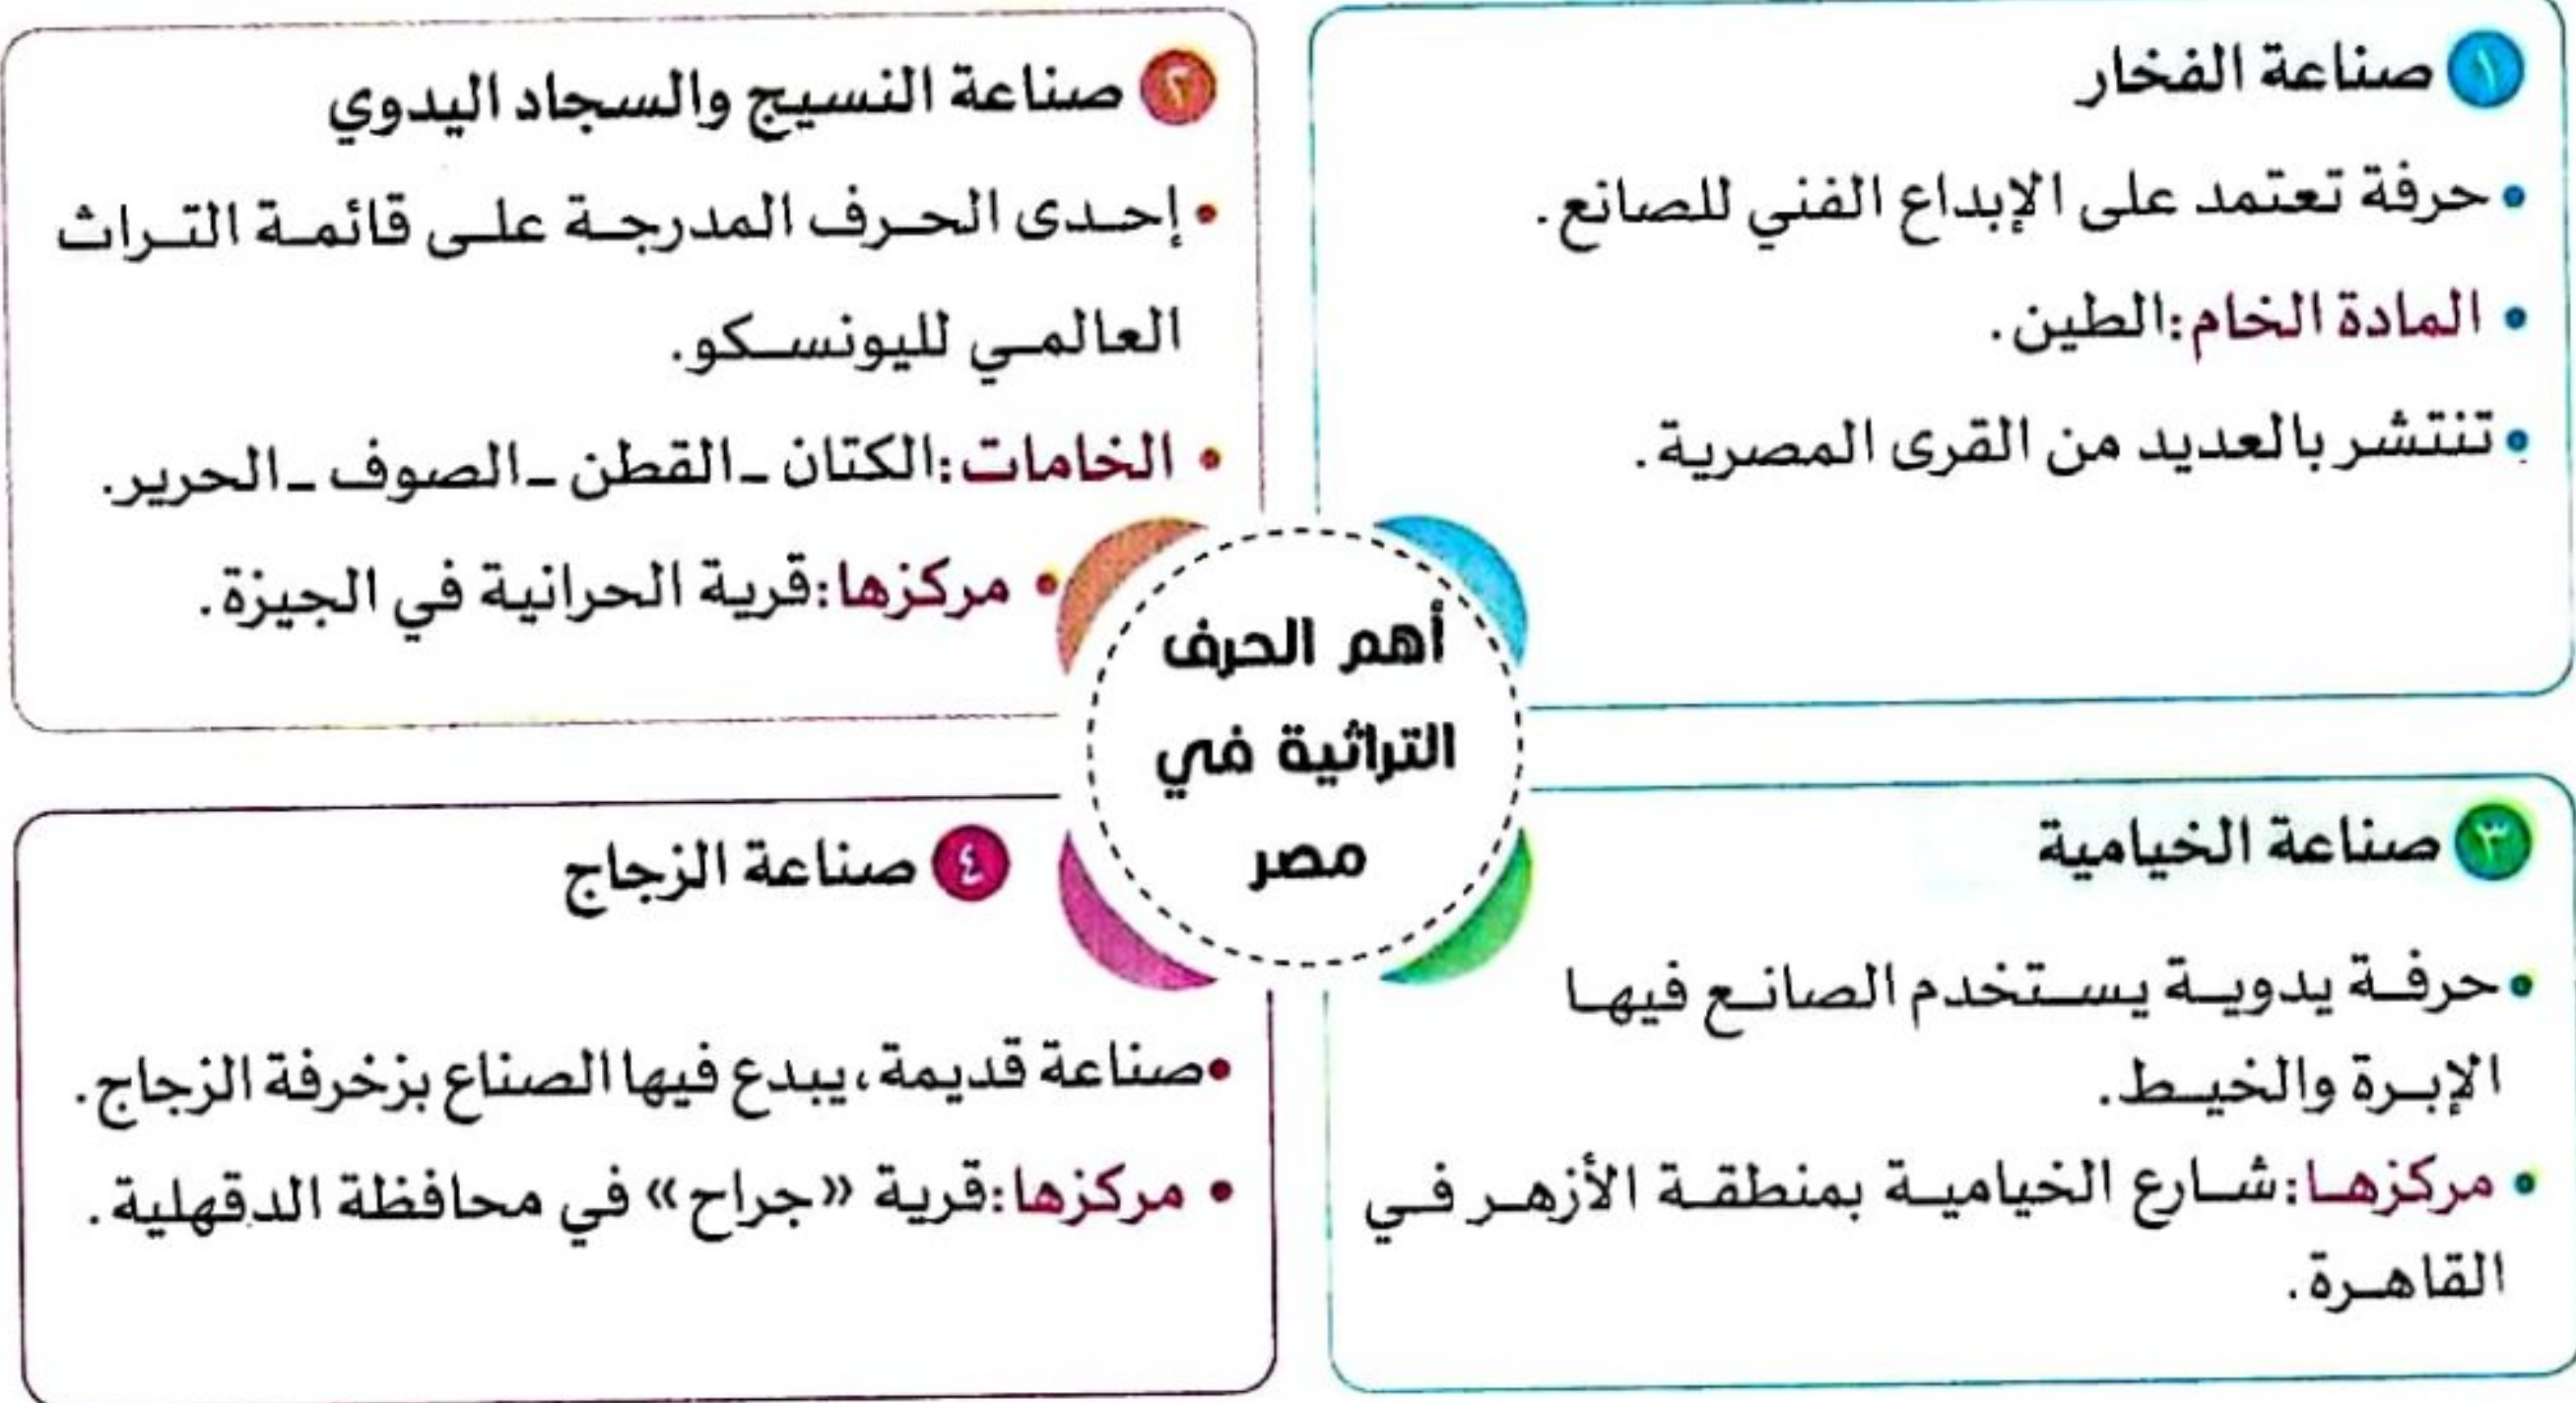 ١ صناعة الفخار
• حرفة تعتمد على الإبداع الفني للصانع.
• المادة الخام: الطين.
• تنتشر بالعديد من القرى المصرية.
٢ صناعة النسيج والسجاد اليدوي
• إحدى الحرف المدرجة على قائمة التراث
العالمي لليونسكو.
• الخامات: الكتان - القطن - الصوف - الحرير.
• مركزها: قرية الحرانية في الجيزة.
أهم الحرف
التراثية في
مصر
٣ صناعة الخيامية
• حرفة يدوية يستخدم الصانع فيها
الإبرة والخيط.
• مركزها: شارع الخيامية بمنطقة الأزهر في
القاهرة.
٤ صناعة الزجاج
• صناعة قديمة، يبدع فيها الصناع بزخرفة الزجاج.
• مركزها: قرية «جراح» في محافظة الدقهلية.